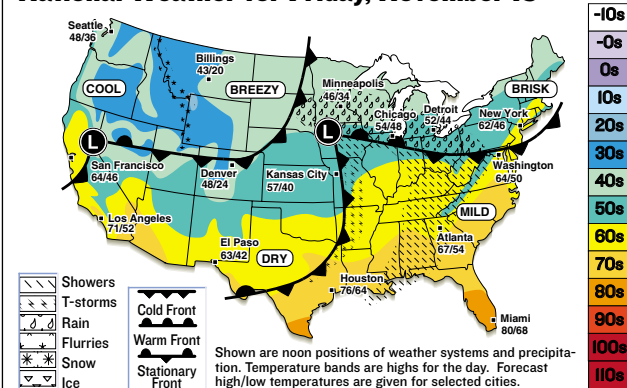 National Weather for Friday, November 18
Seattle
48/36
Billings
43/20
COOL
BREEZY
Minneapolis
46/34
Chicago
54/48
Detroit
52/44
New York
62/46
BRISK
L
L
San Francisco
64/46
Denver
48/24
Kansas City
57/40
Washington
64/50
Los Angeles
71/52
El Paso
63/42
DRY
MILD
Atlanta
67/54
Houston
76/64
Miami
80/68
Showers
T-storms
Rain
Flurries
Snow
Ice
Cold Front
Warm Front
Stationary
Front
Shown are noon positions of weather systems and precipita-
tion. Temperature bands are highs for the day. Forecast
high/low temperatures are given for selected cities.
-10s
-0s
0s
10s
20s
30s
40s
50s
60s
70s
80s
90s
100s
110s